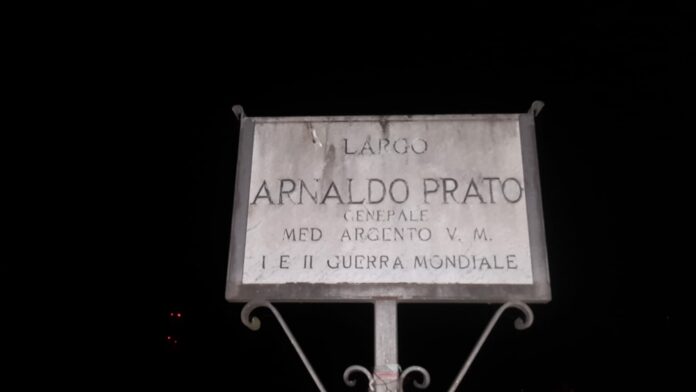 LARGO
ARNALDO PRATO
GENERALE
MED ARGENTO V. M.
I E II GUERRA MONDIALE